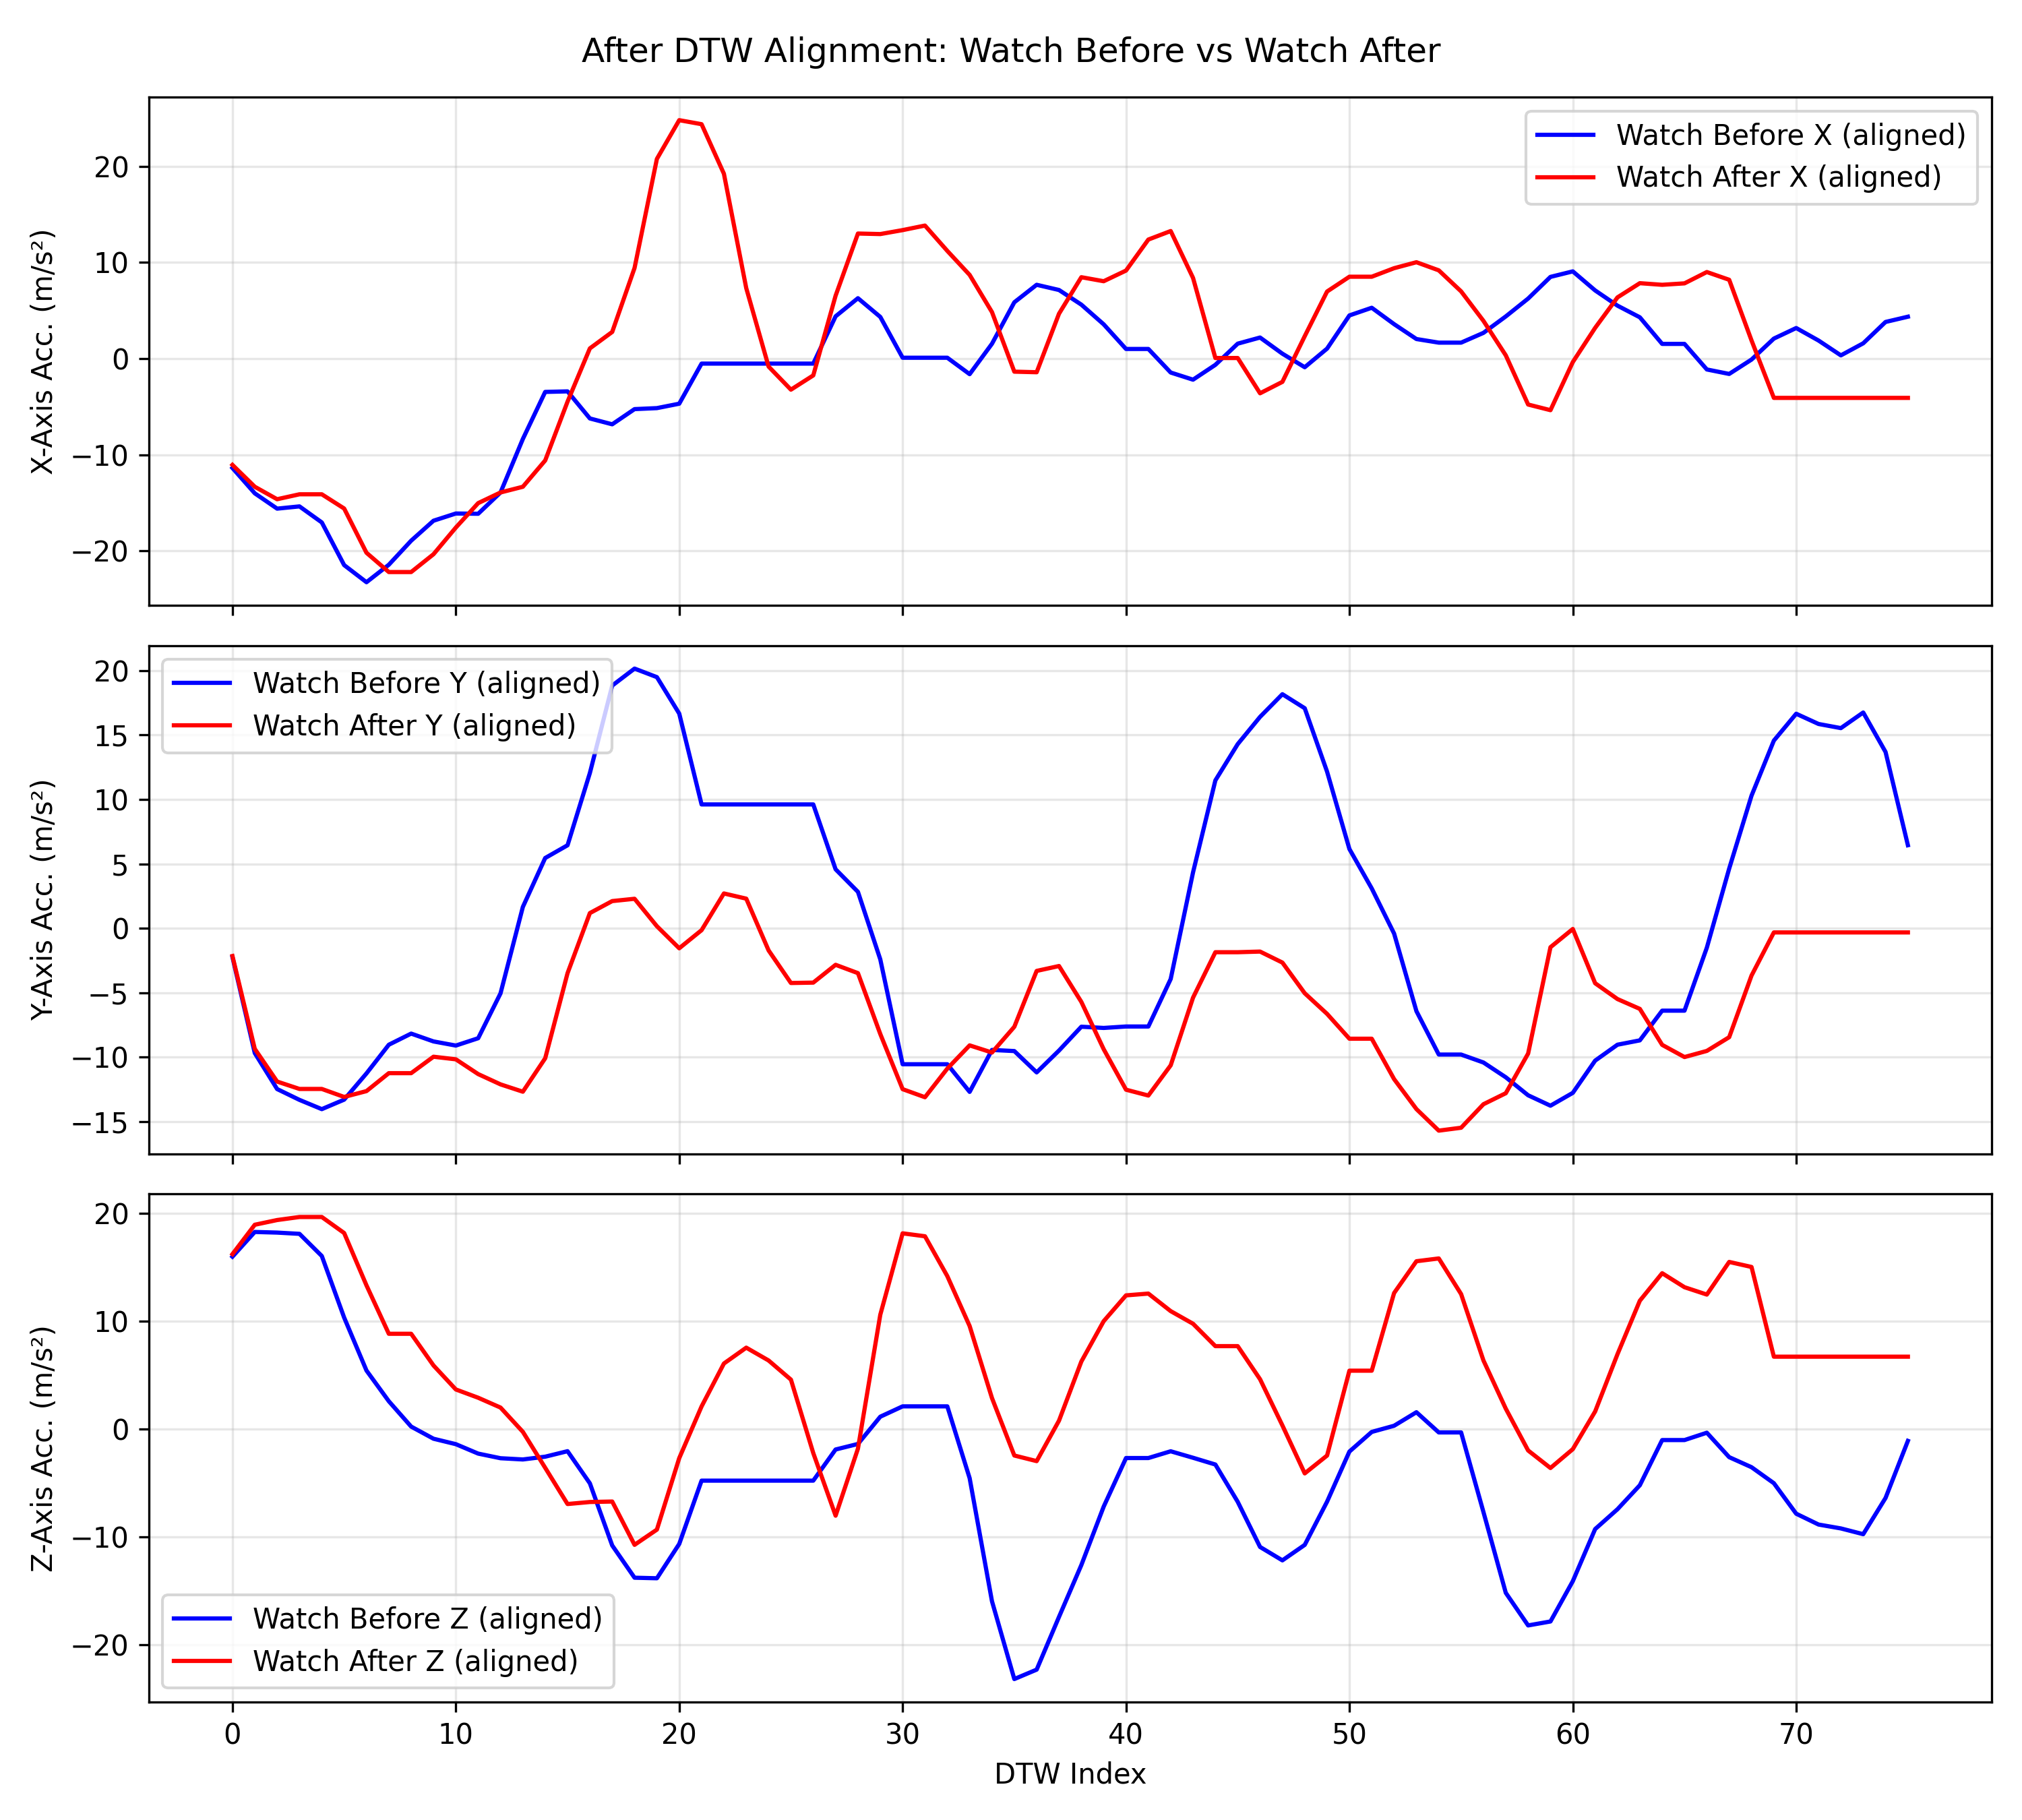 After DTW Alignment: Watch Before vs Watch After
X-Axis Acc. (m/s²)
20
10
0
−10
−20
Watch Before X (aligned)
Watch After X (aligned)
Y-Axis Acc. (m/s²)
20
15
10
5
0
−5
−10
−15
Watch Before Y (aligned)
Watch After Y (aligned)
Z-Axis Acc. (m/s²)
20
10
0
−10
−20
Watch Before Z (aligned)
Watch After Z (aligned)
0 10 20 30 40 50 60 70
DTW Index